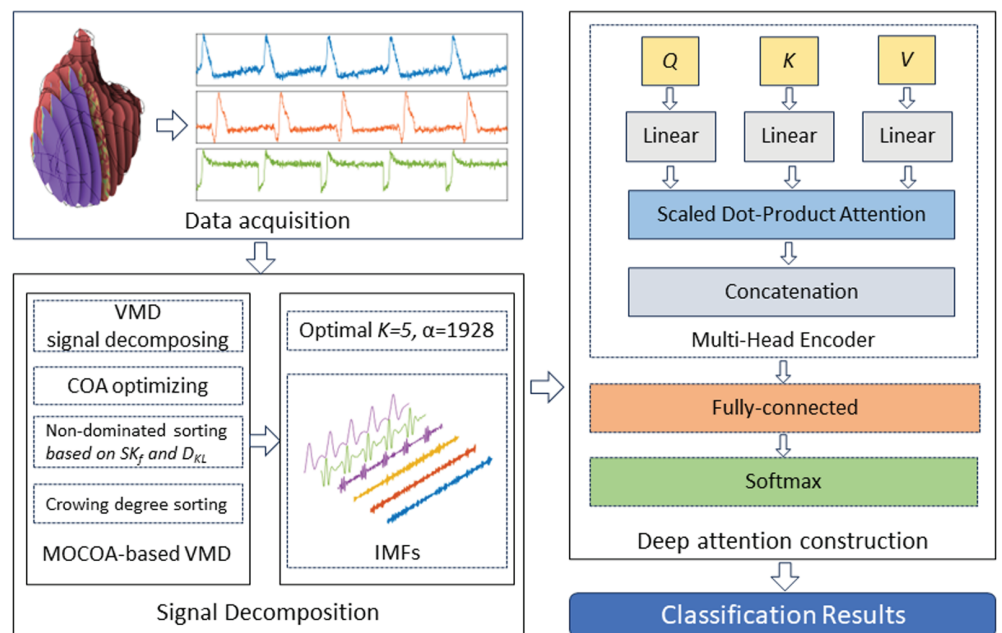 Data acquisition
VMD
signal decomposing
COA optimizing
Non-dominated sorting
based on SKf and DKL
Crowing degree sorting
MOCOA-based VMD
Optimal K=5, α=1928
IMFs
Signal Decomposition
Q
K
V
Linear
Linear
Linear
Scaled Dot-Product Attention
Concatenation
Multi-Head Encoder
Fully-connected
Softmax
Deep attention construction
Classification Results